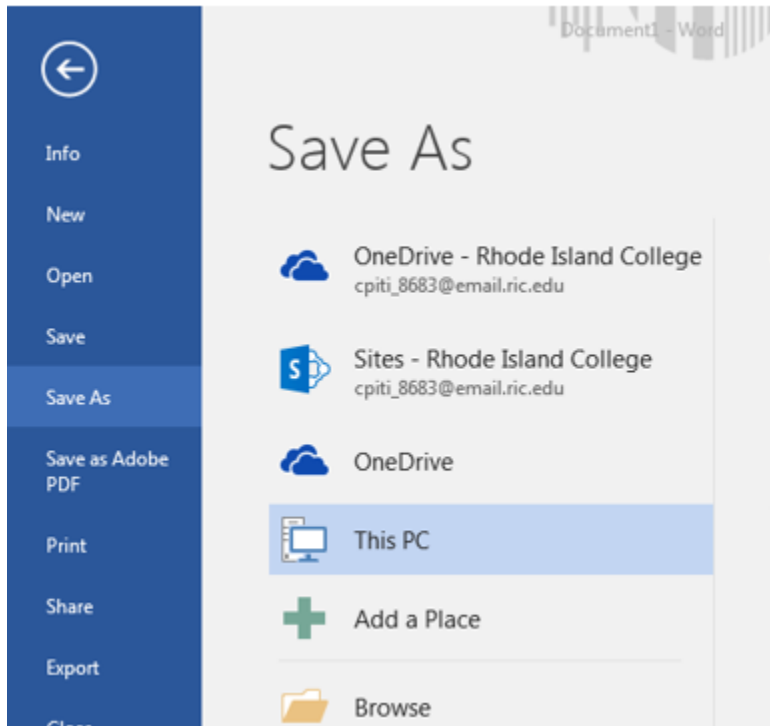 Document1 - Word
Info
New
Open
Save
Save As
Save as Adobe
PDF
Print
Share
Export
Close
Save As
OneDrive - Rhode Island College
cpiti_8683@email.ric.edu
S
Sites - Rhode Island College
cpiti_8683@email.ric.edu
OneDrive
This PC
Add a Place
Browse